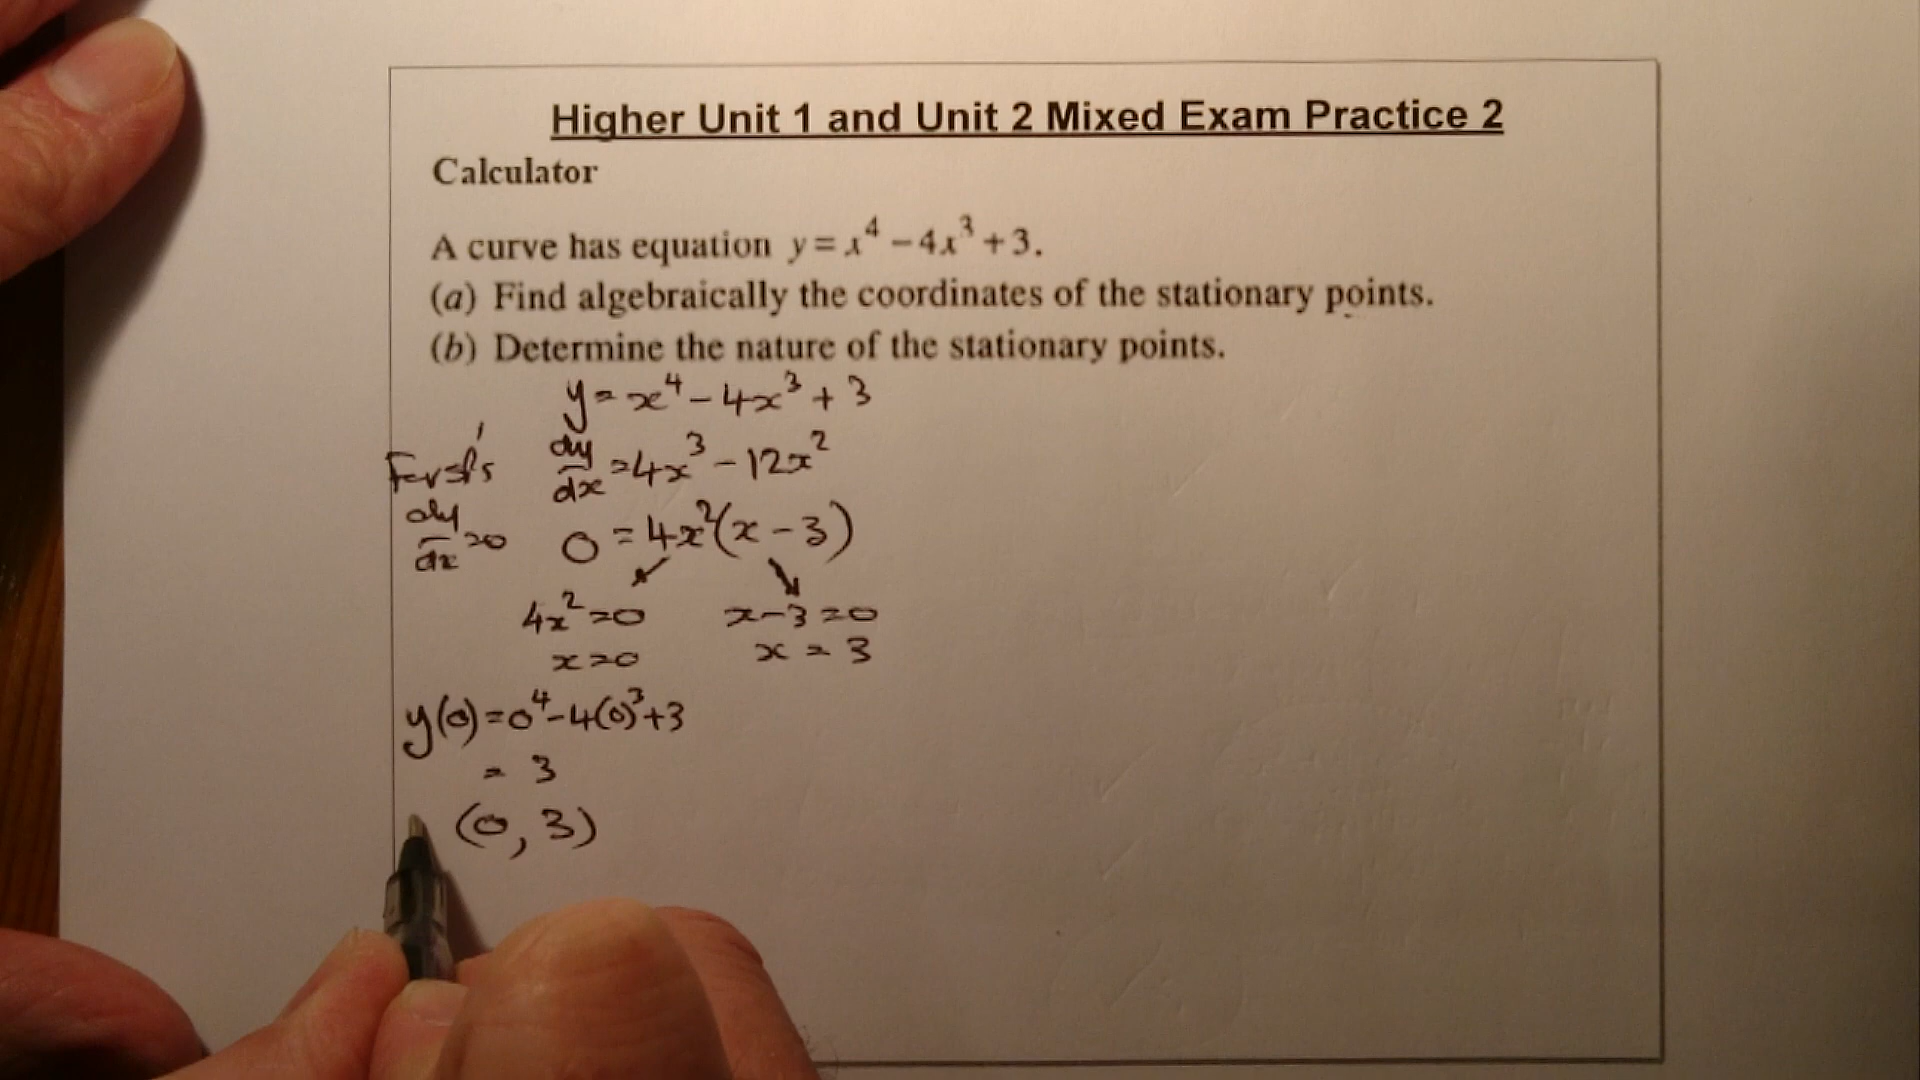 Higher Unit 1 and Unit 2 Mixed Exam Practice 2
Calculator
A curve has equation y = x⁴ − 4x³ + 3.
(a) Find algebraically the coordinates of the stationary points.
(b) Determine the nature of the stationary points.
y = x⁴ − 4x³ + 3
For SP's dy/dx = 4x³ − 12x²
dy/dx = 0 0 = 4x²(x − 3)
4x² = 0 x − 3 = 0
x = 0 x = 3
y(0) = 0⁴ − 4(0)³ + 3
= 3
(0, 3)